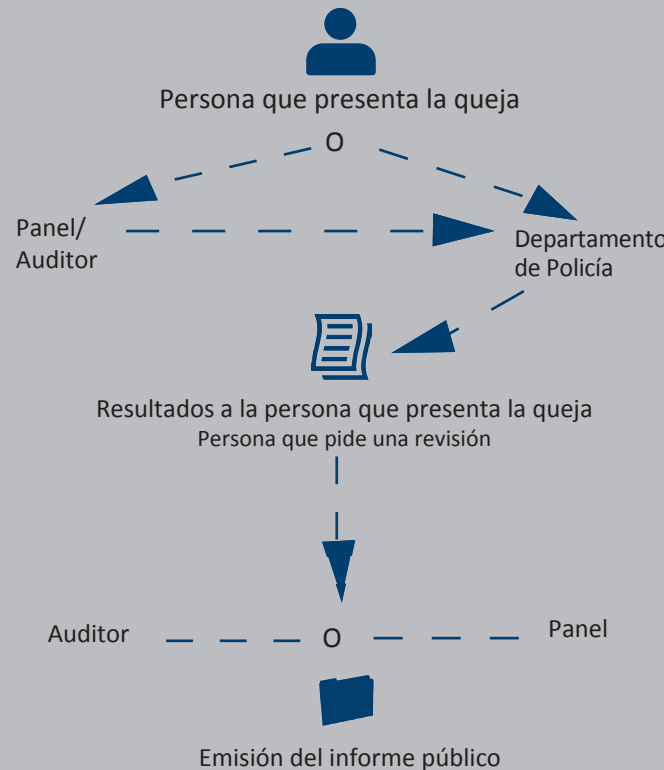 Persona que presenta la queja
O
Panel/
Auditor
Departamento
de Policía
Resultados a la persona que presenta la queja
Persona que pide una revisión
Auditor
O
Panel
Emisión del informe público